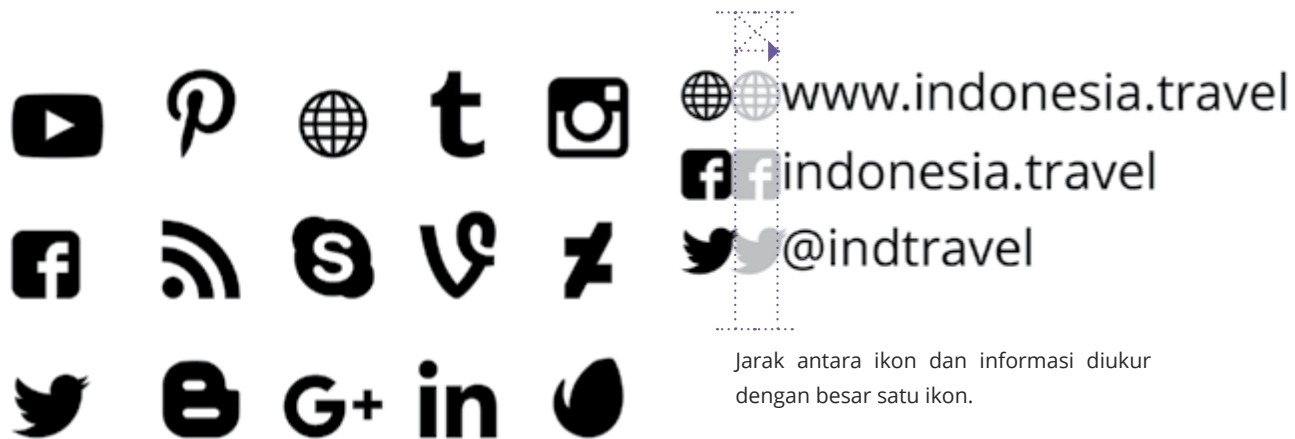 www.indonesia.travel
indonesia.travel
@indtravel
Jarak antara ikon dan informasi diukur
dengan besar satu ikon.